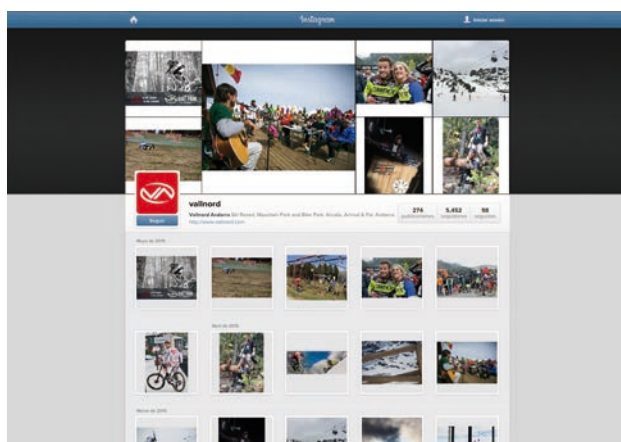 Instagram
Iniciar sesión
vallnord
Seguir
Vallnord Andorra Ski Resort, Mountain Park and Bike Park. Arcalís, Arinsal & Pal. Andorra
http://www.vallnord.com
274 5,452 98
publicaciones seguidores seguidos
Mayo de 2015
Abril de 2015